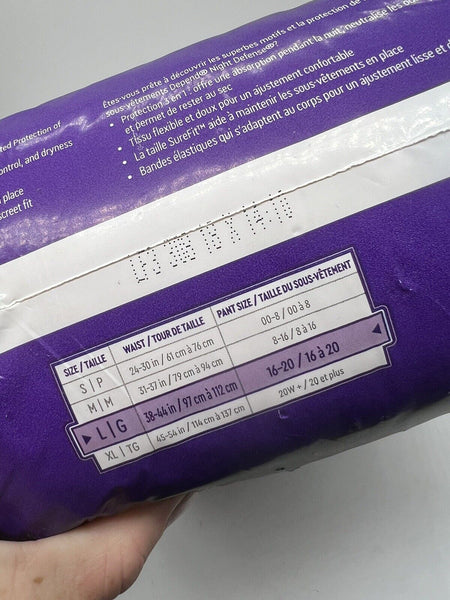 Êtes-vous prête à découvrir les superbes motifs et la protection de
sous-vêtements Depend® Night Defense®?
• Protection 3 en 1 : offre une absorption pendant la nuit, neutralise les
et permet de rester au sec
• Tissu flexible et doux pour un ajustement confortable
• La taille SureFit™ aide à maintenir les sous-vêtements en place
• Bandes élastiques qui s'adaptent au corps pour un ajustement lisse et
Protection of
control, and dryness
place
fit
SIZE / TAILLE WAIST / TOUR DE TAILLE PANT SIZE / TAILLE DU SOUS-VÊTEMENT
S | P 24-30 in / 61 cm à 76 cm 00-8 / 00 à 8
M | M 31-37 in / 79 cm à 94 cm 8-16 / 8 à 16
L | G 38-44 in / 97 cm à 112 cm 16-20 / 16 à 20
XL | TG 45-54 in / 114 cm à 137 cm 20W + / 20 et plus